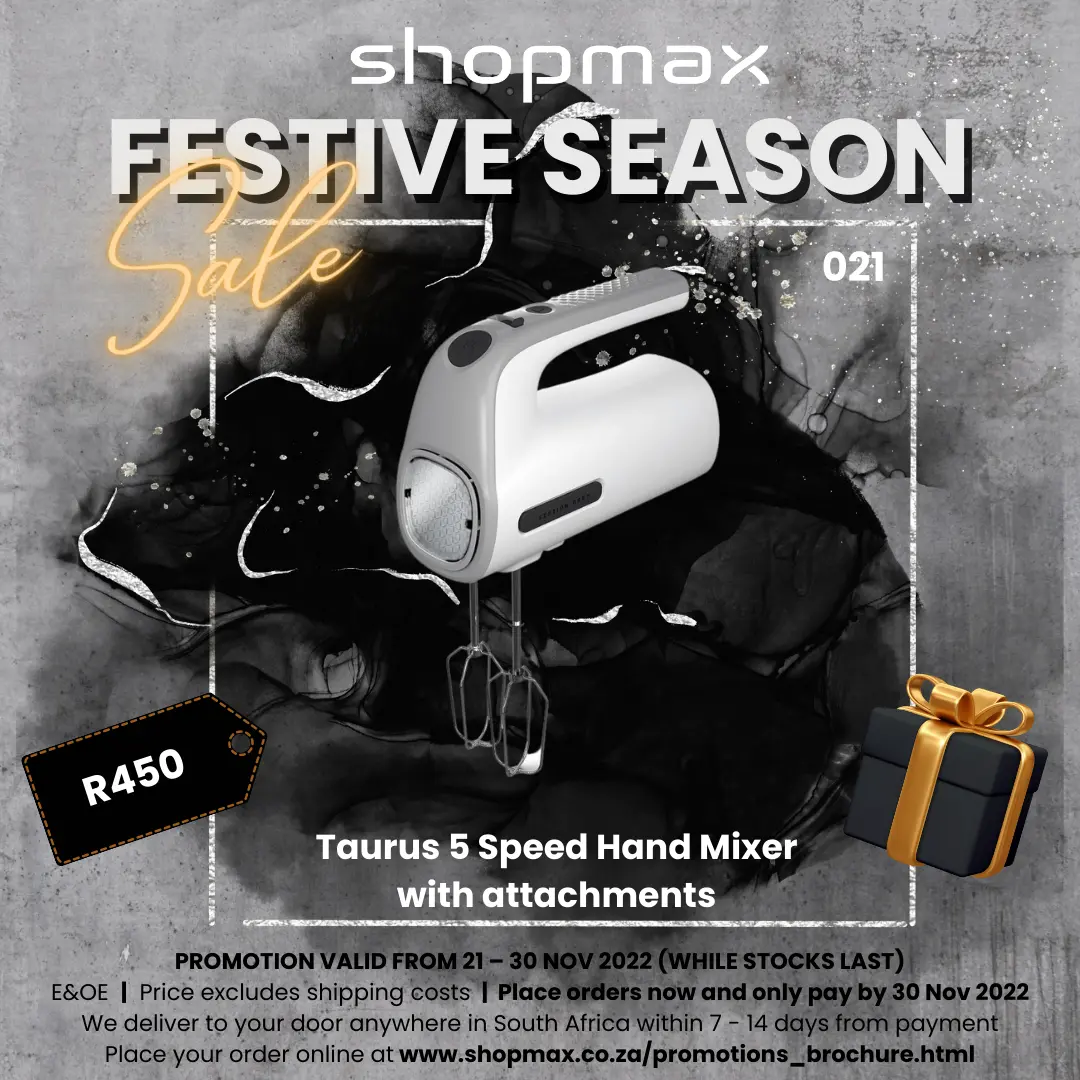 shopmax
FESTIVE SEASON
Sale
021
R450
Taurus 5 Speed Hand Mixer
with attachments
PROMOTION VALID FROM 21 – 30 NOV 2022 (WHILE STOCKS LAST)
E&OE | Price excludes shipping costs | Place orders now and only pay by 30 Nov 2022
We deliver to your door anywhere in South Africa within 7 - 14 days from payment
Place your order online at www.shopmax.co.za/promotions_brochure.html